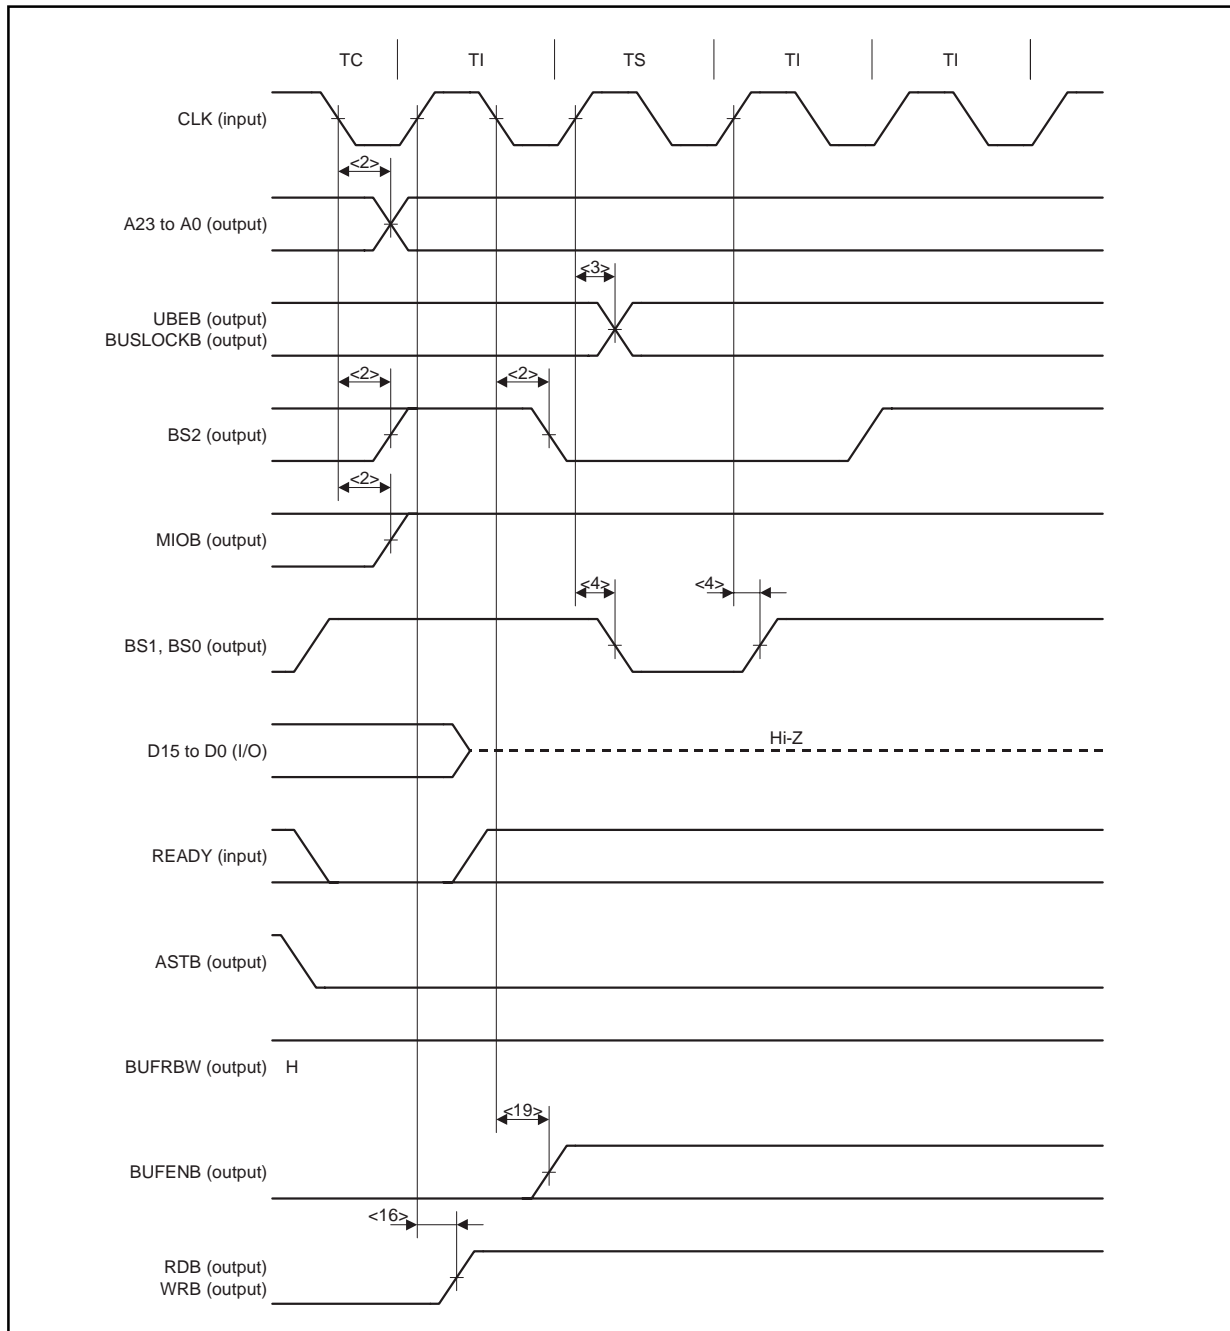 TC TI TS TI TI
CLK (input)
<2>
A23 to A0 (output)
<3>
UBEB (output)
BUSLOCKB (output)
<2> <2>
BS2 (output)
<2>
MIOB (output)
<4> <4>
BS1, BS0 (output)
Hi-Z
D15 to D0 (I/O)
READY (input)
ASTB (output)
BUFRBW (output) H
<19>
BUFENB (output)
<16>
RDB (output)
WRB (output)